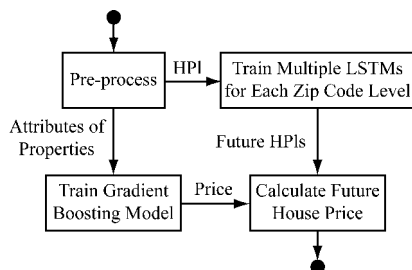 Pre-process
HPI
Train Multiple LSTMs
for Each Zip Code Level
Attributes of
Properties
Future HPIs
Train Gradient
Boosting Model
Price
Calculate Future
House Price